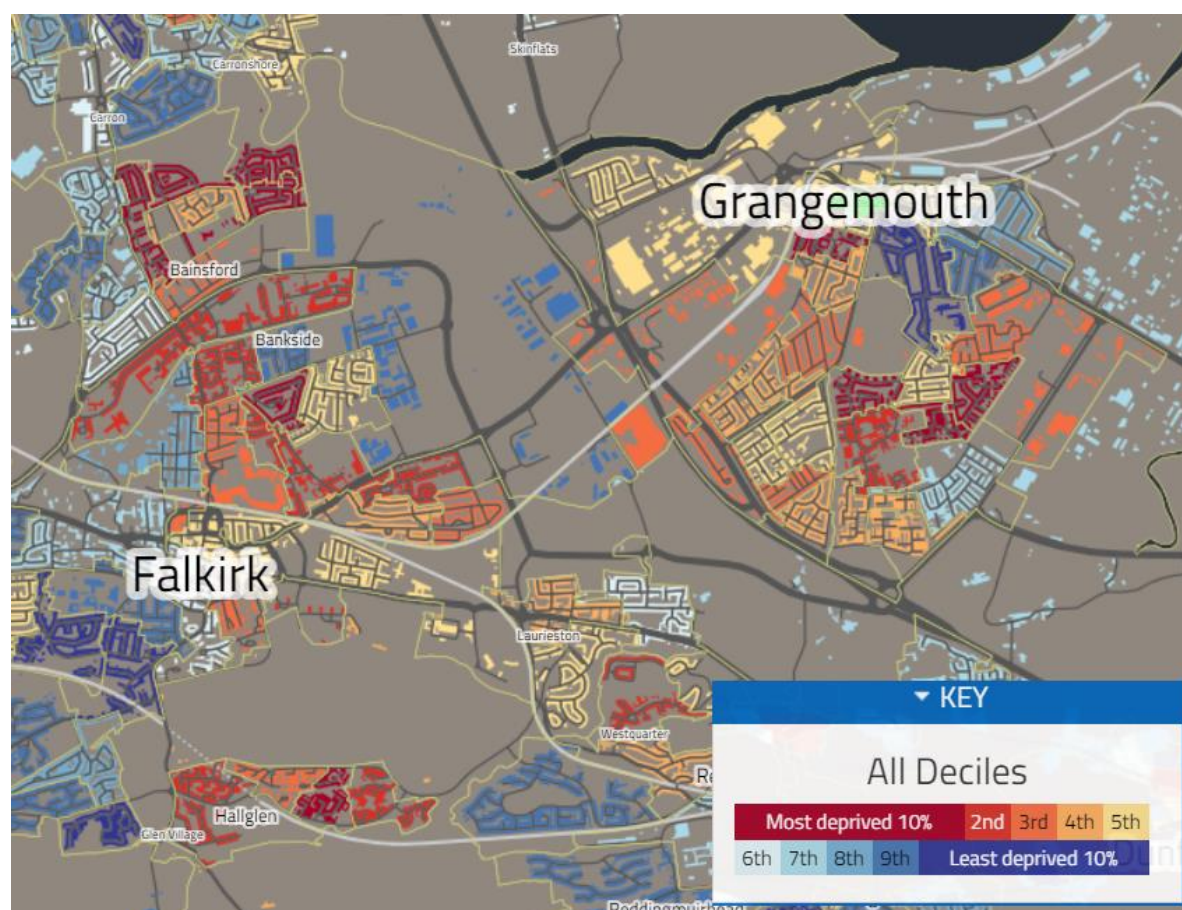 Skinflats
Carronshore
Carron
Grangemouth
Bainsford
Bankside
Falkirk
Laurieston
Westquarter
Hallglen
Glen Village
KEY
All Deciles
Most deprived 10% 2nd 3rd 4th 5th
6th 7th 8th 9th Least deprived 10%